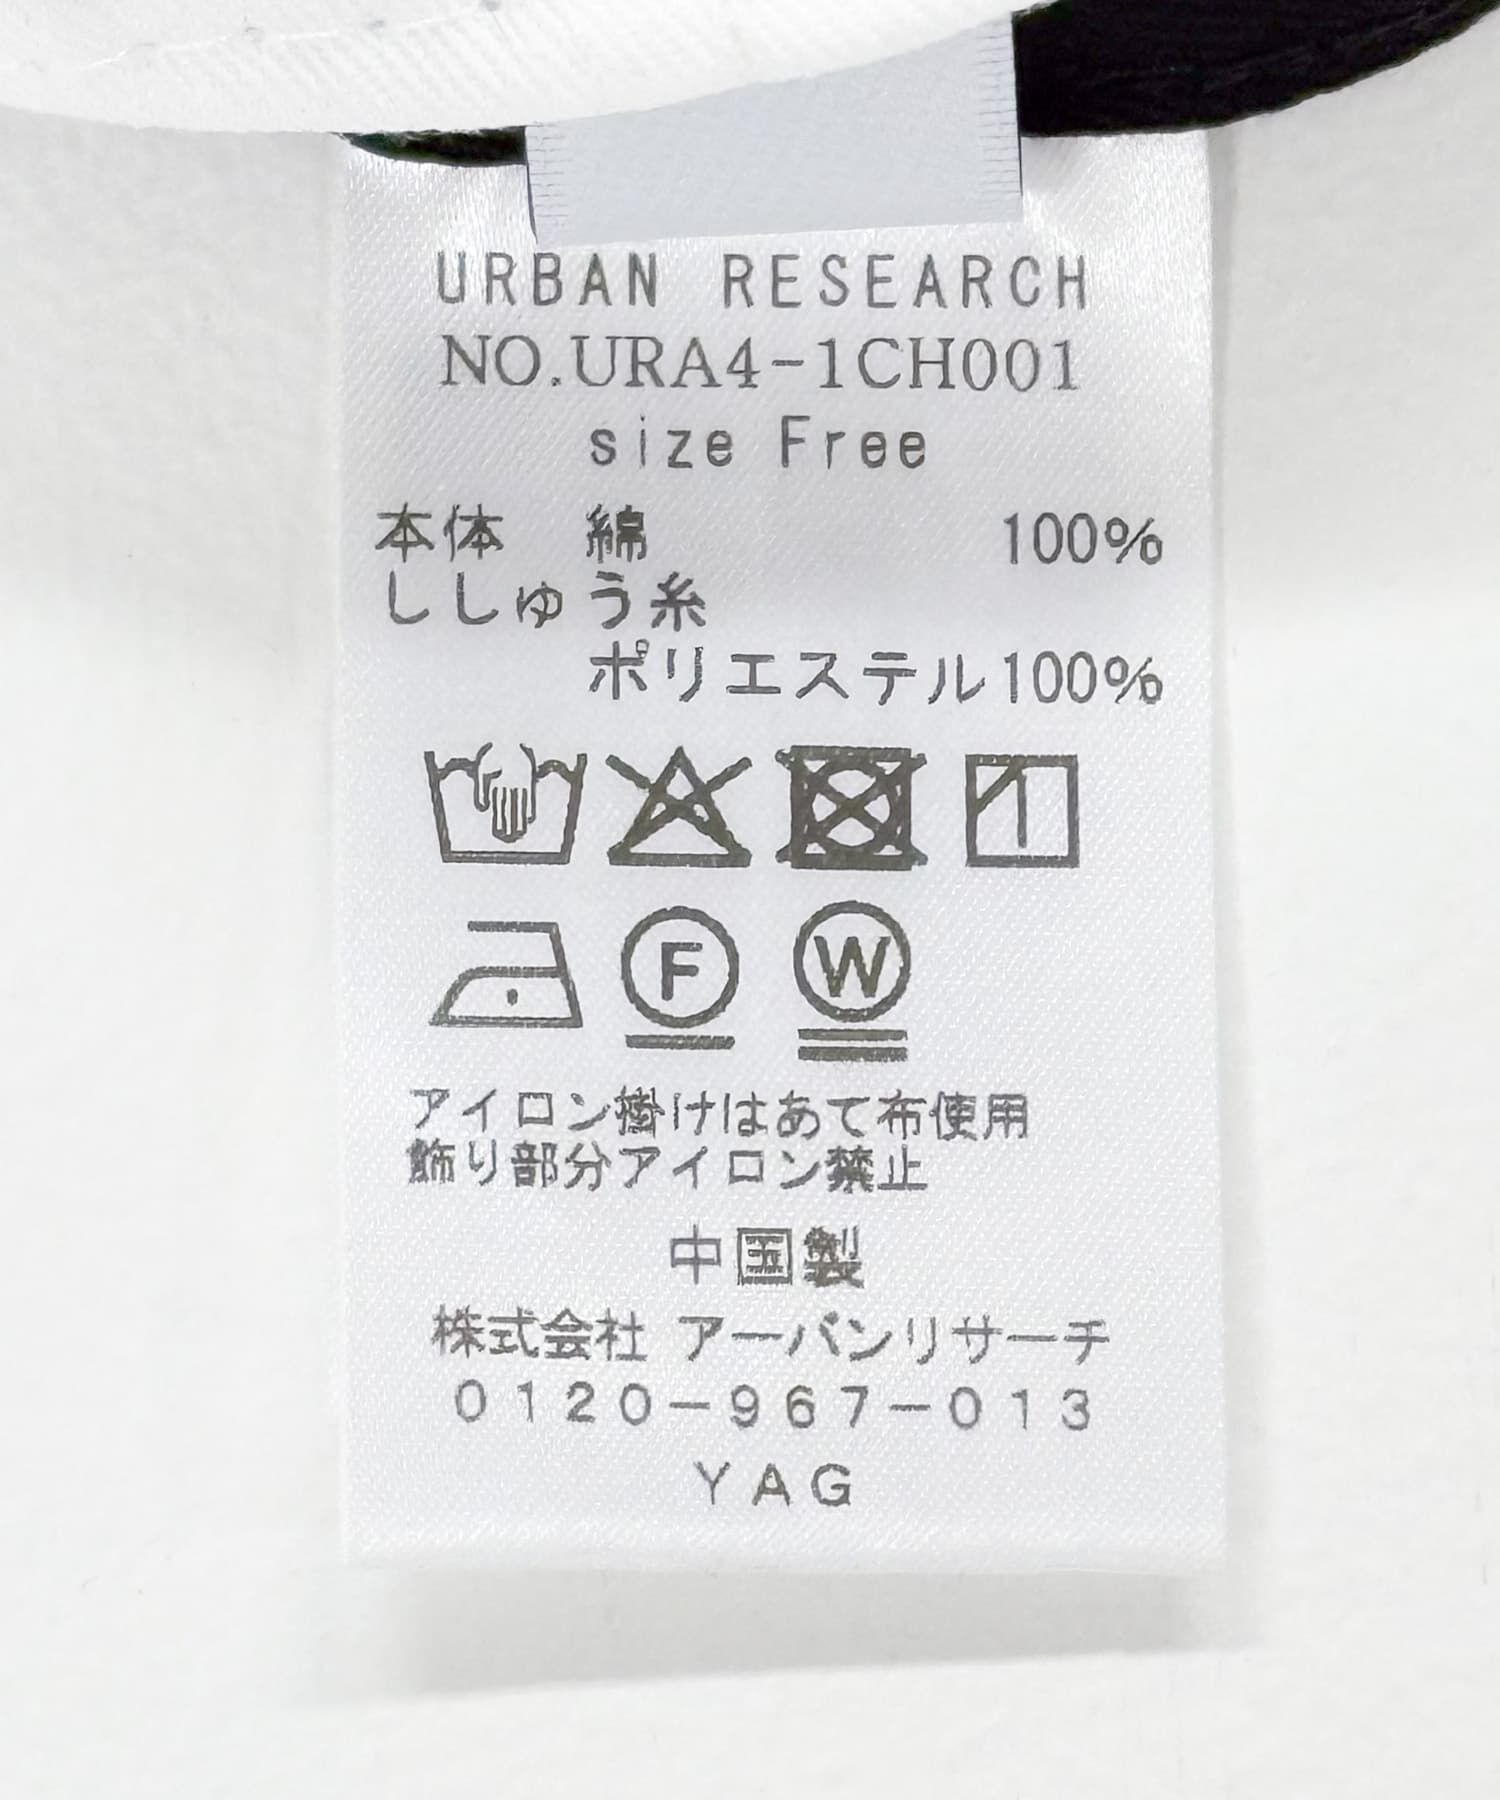 URBAN RESEARCH
NO.URA4-1CH001
size Free
本体 綿 100%
ししゅう糸
ポリエステル100%
F W
アイロン掛けはあて布使用
飾り部分アイロン禁止
中国製
株式会社 アーバンリサーチ
0120-967-013
YAG